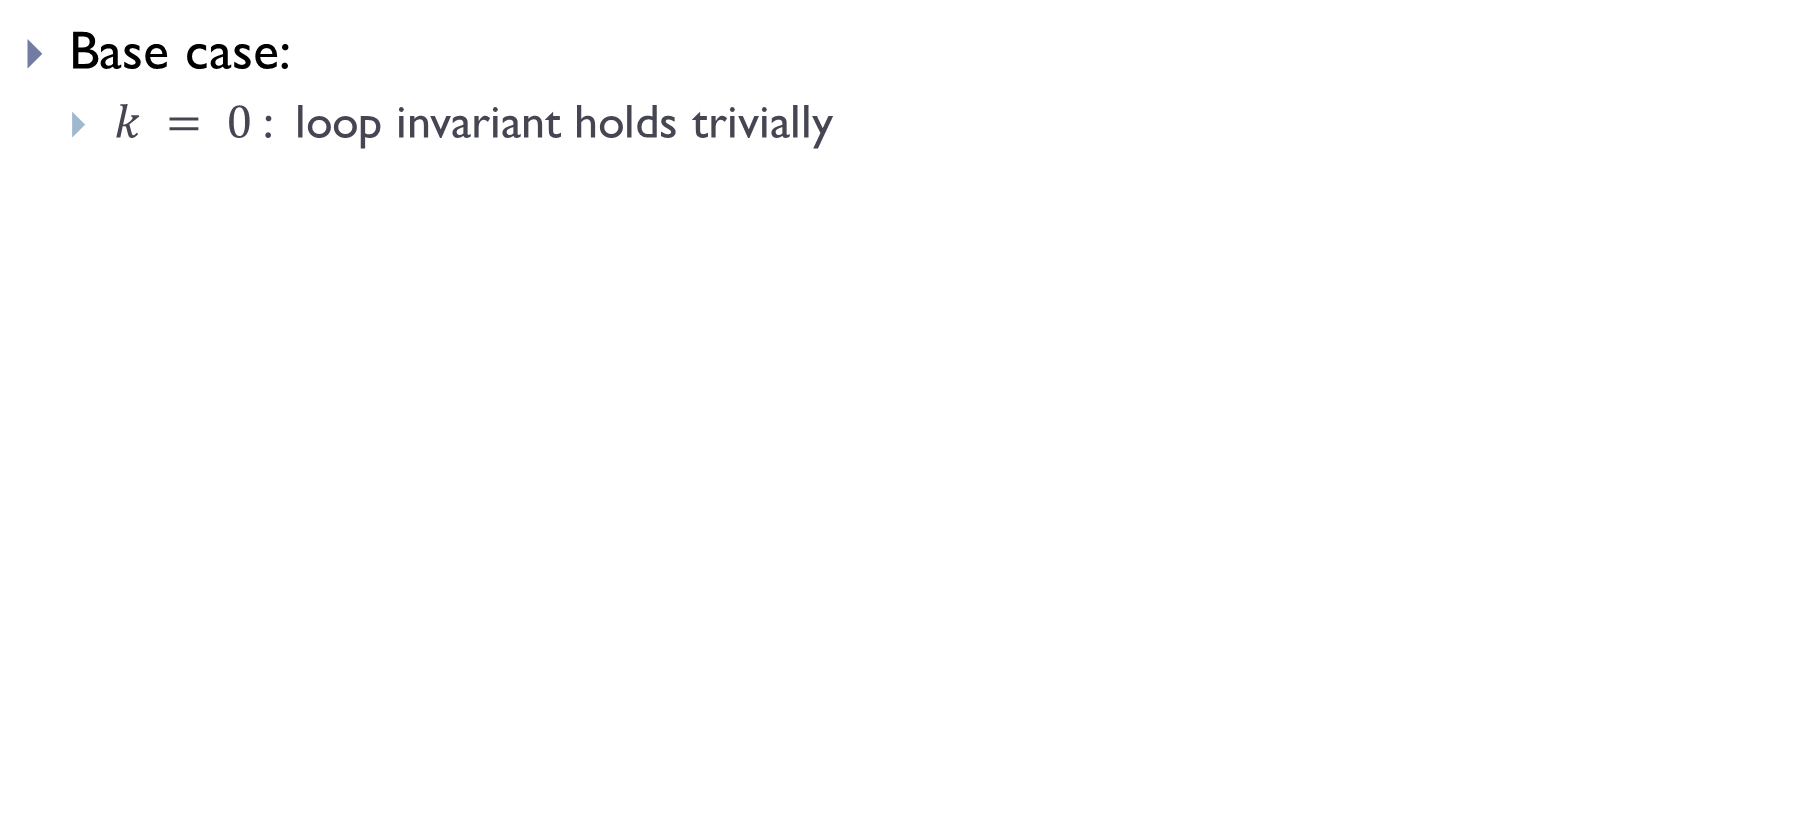 Base case:
k = 0 : loop invariant holds trivially